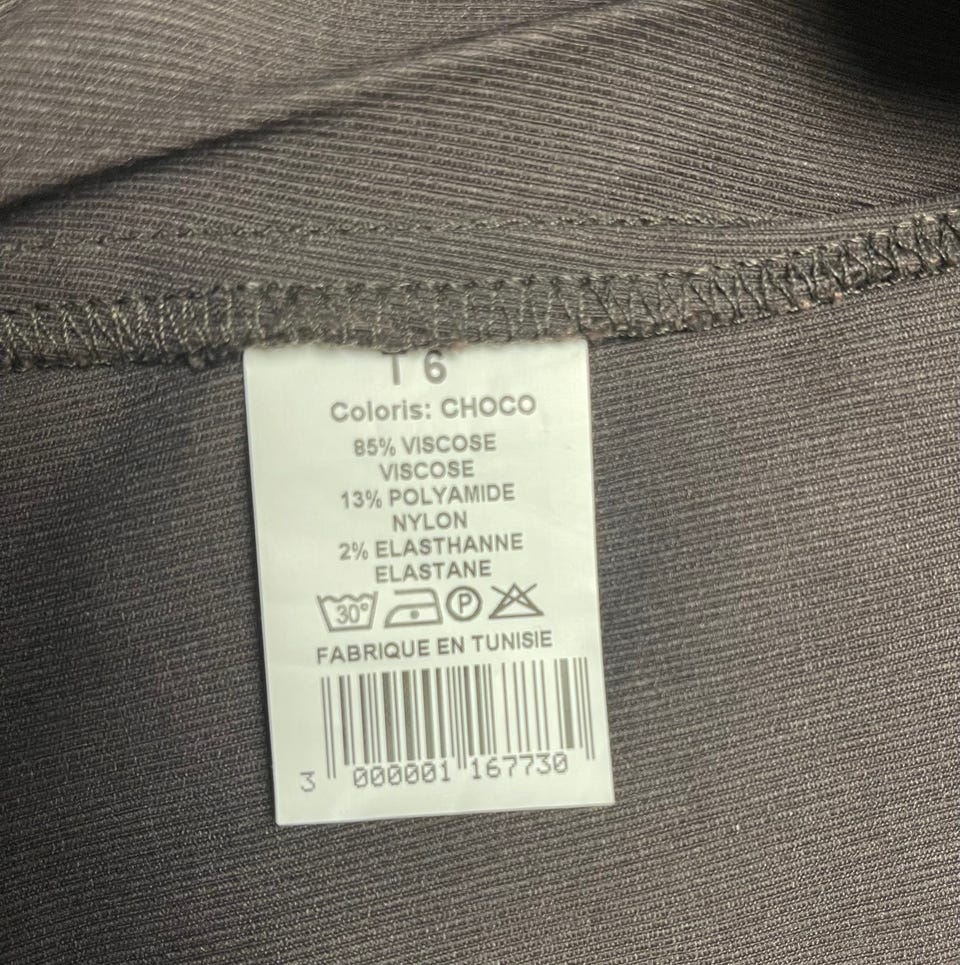 T 6
Coloris: CHOCO
85% VISCOSE
VISCOSE
13% POLYAMIDE
NYLON
2% ELASTHANNE
ELASTANE
30° P
FABRIQUE EN TUNISIE
3 000001 167730